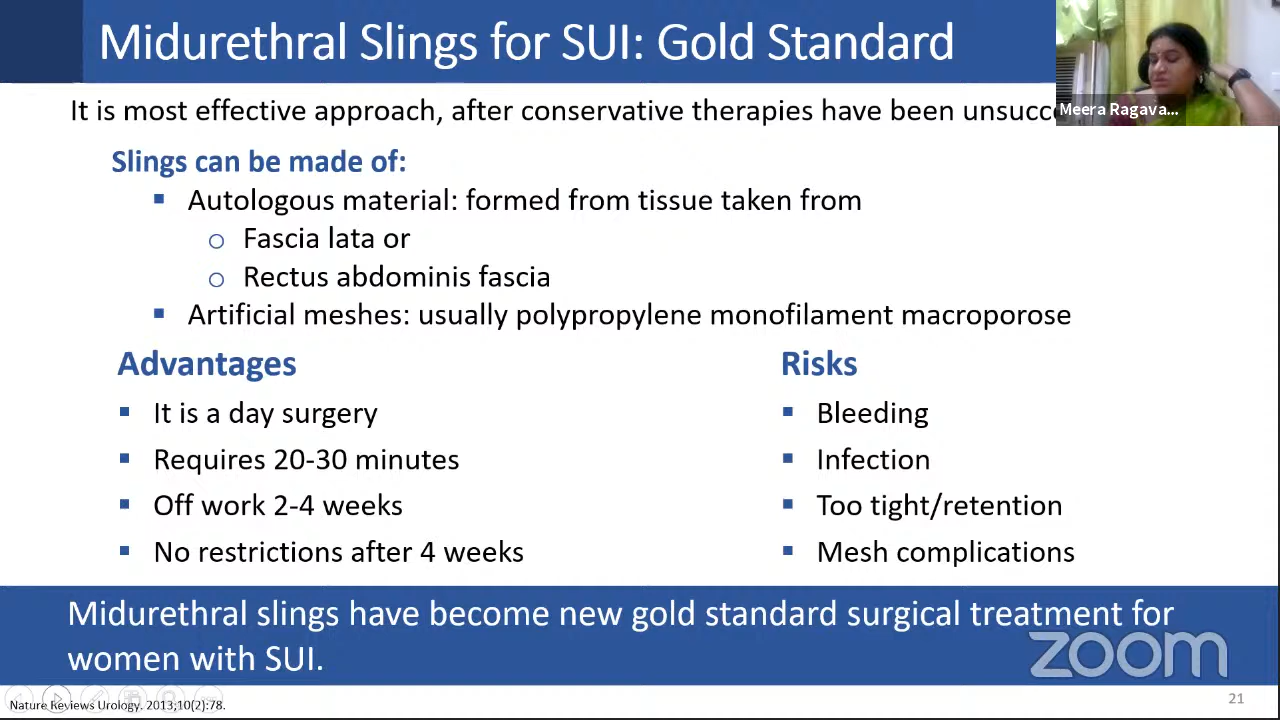 Midurethral Slings for SUI: Gold Standard
It is most effective approach, after conservative therapies have been
Meera Ragava...
Slings can be made of:
Autologous material: formed from tissue taken from
Fascia lata or
Rectus abdominis fascia
Artificial meshes: usually polypropylene monofilament macroporose
Advantages
It is a day surgery
Requires 20-30 minutes
Off work 2-4 weeks
No restrictions after 4 weeks
Risks
Bleeding
Infection
Too tight/retention
Mesh complications
Midurethral slings have become new gold standard surgical treatment for
women with SUI.
zoom
Nature Reviews Urology. 2013;10(2):78.
21